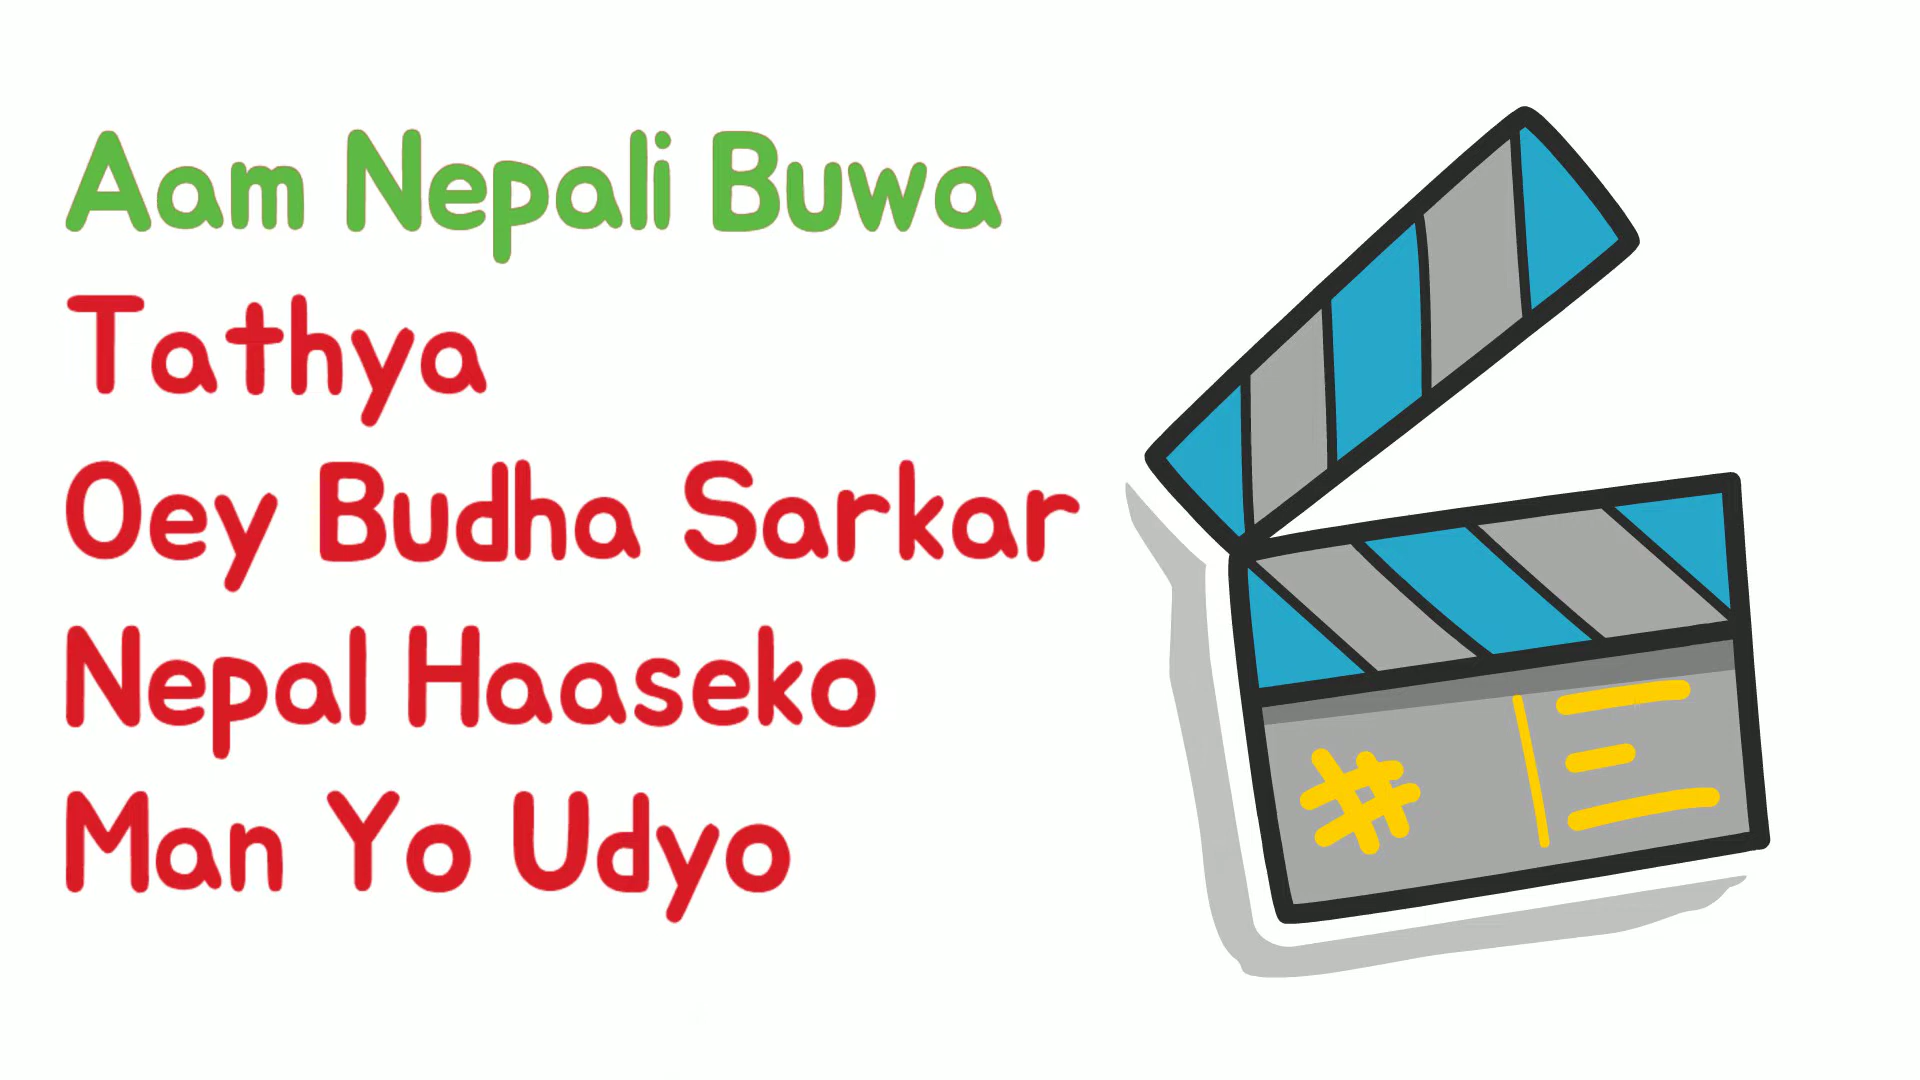 Aam Nepali Buwa
Tathya
Oey Budha Sarkar
Nepal Haaseko
Man Yo Udyo
#